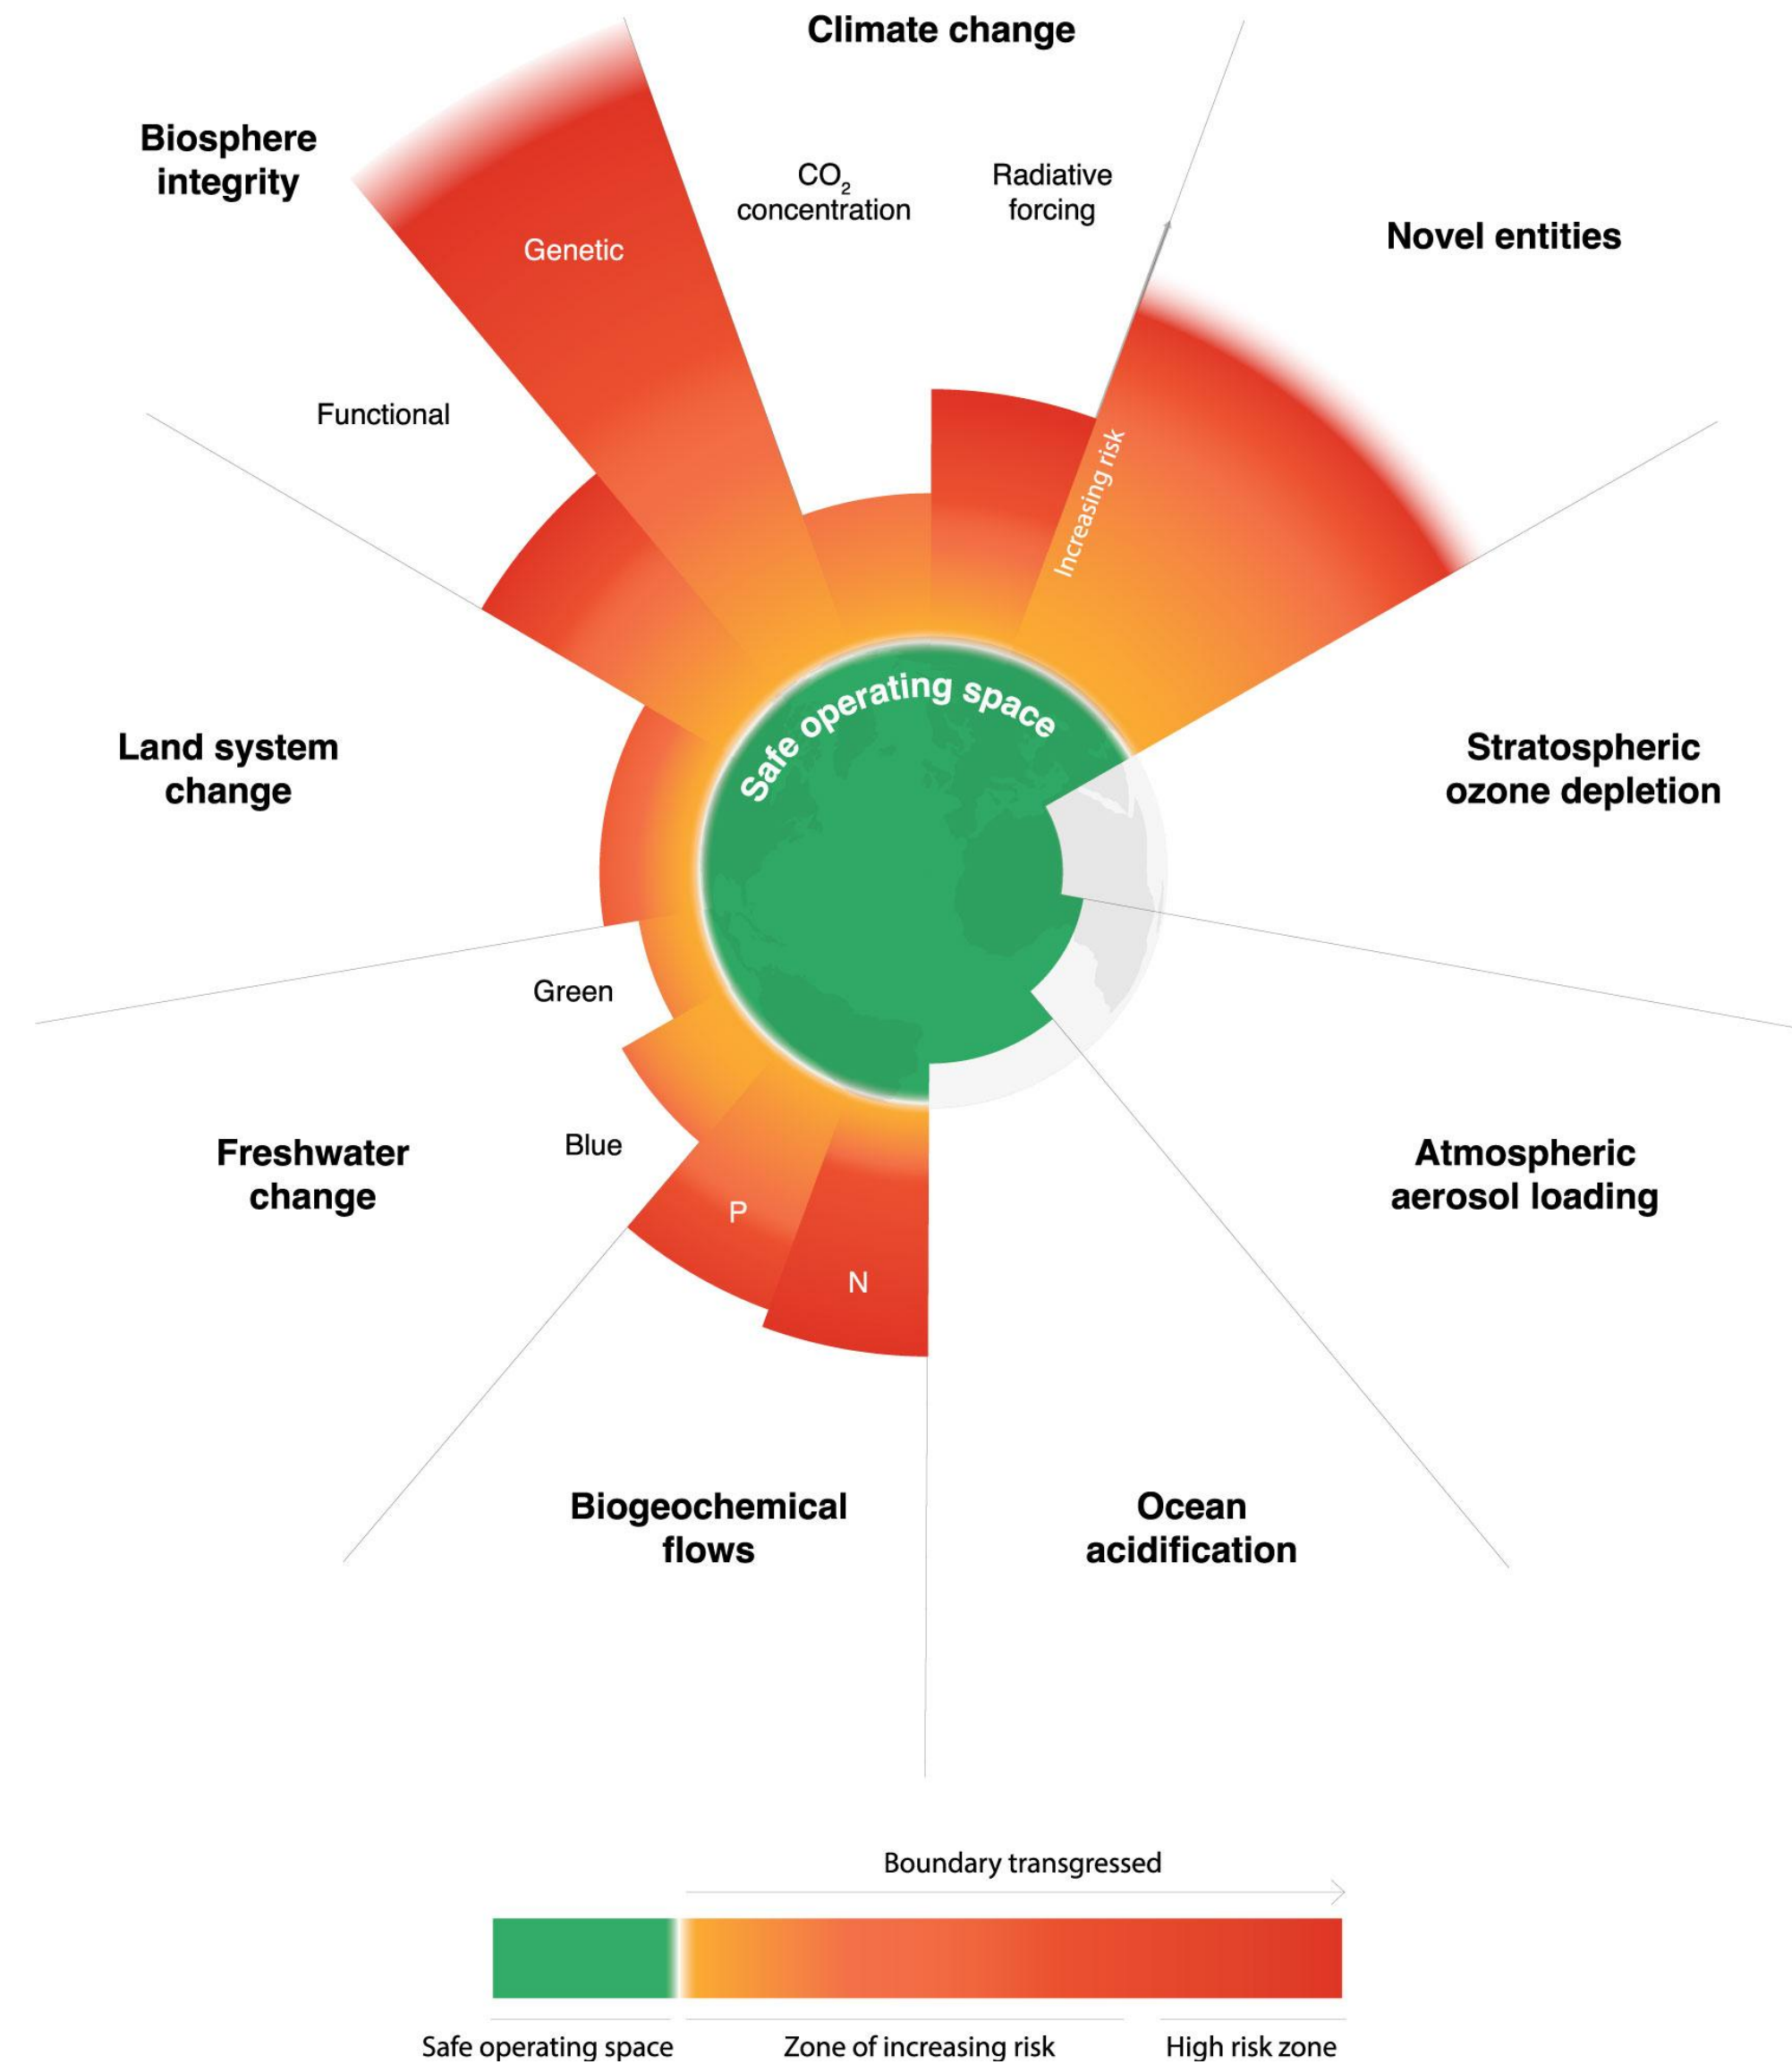 Climate change
Biosphere
integrity
CO₂
concentration
Radiative
forcing
Novel entities
Genetic
Functional
Increasing risk
Safe operating space
Land system
change
Stratospheric
ozone depletion
Green
Blue
Freshwater
change
Atmospheric
aerosol loading
P
N
Biogeochemical
flows
Ocean
acidification
Boundary transgressed
Safe operating space
Zone of increasing risk
High risk zone